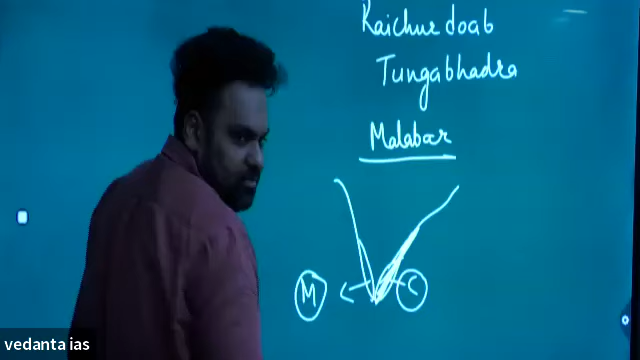 Raichur doab
Tungabhadra
Malabar
M
C
vedanta ias